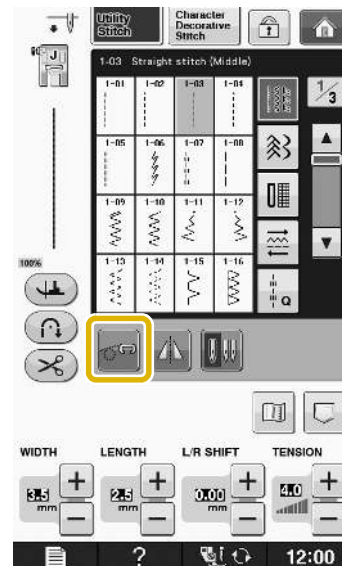 Utility Stitch
Character Decorative Stitch
J
1-03 Straight stitch (Middle)
1-01 1-02 1-03 1-04
1/3
1-05 1-06 1-07 1-08
1-09 1-10 1-11 1-12
1-13 1-14 1-15 1-16
100%
Q
WIDTH LENGTH L/R SHIFT TENSION
3.5 mm + − 2.5 mm + − 0.00 mm + − 4.0 + −
? 12:00